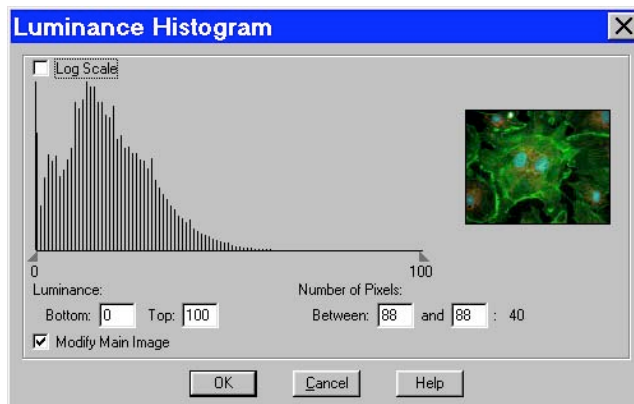 Luminance Histogram
Log Scale
0 100
Luminance: Number of Pixels:
Bottom: 0 Top: 100 Between: 88 and 88 : 40
Modify Main Image
OK Cancel Help